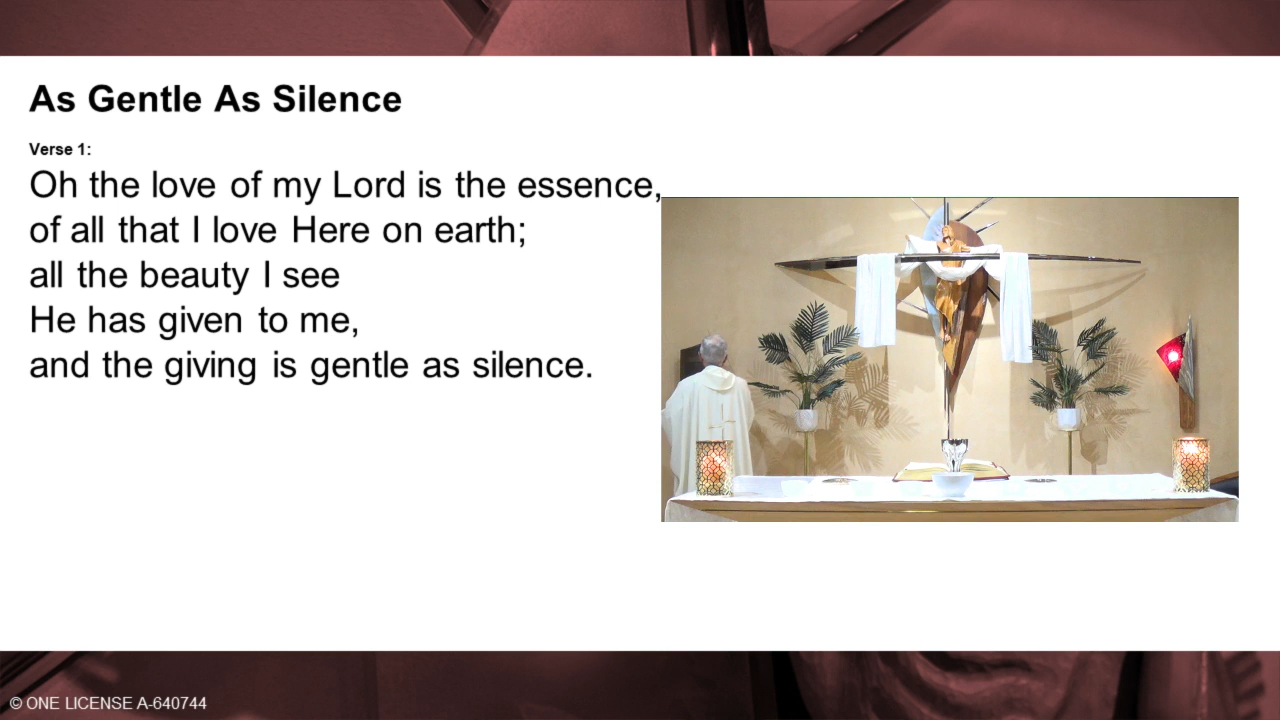 As Gentle As Silence
Verse 1:
Oh the love of my Lord is the essence,
of all that I love Here on earth;
all the beauty I see
He has given to me,
and the giving is gentle as silence.
© ONE LICENSE A-640744